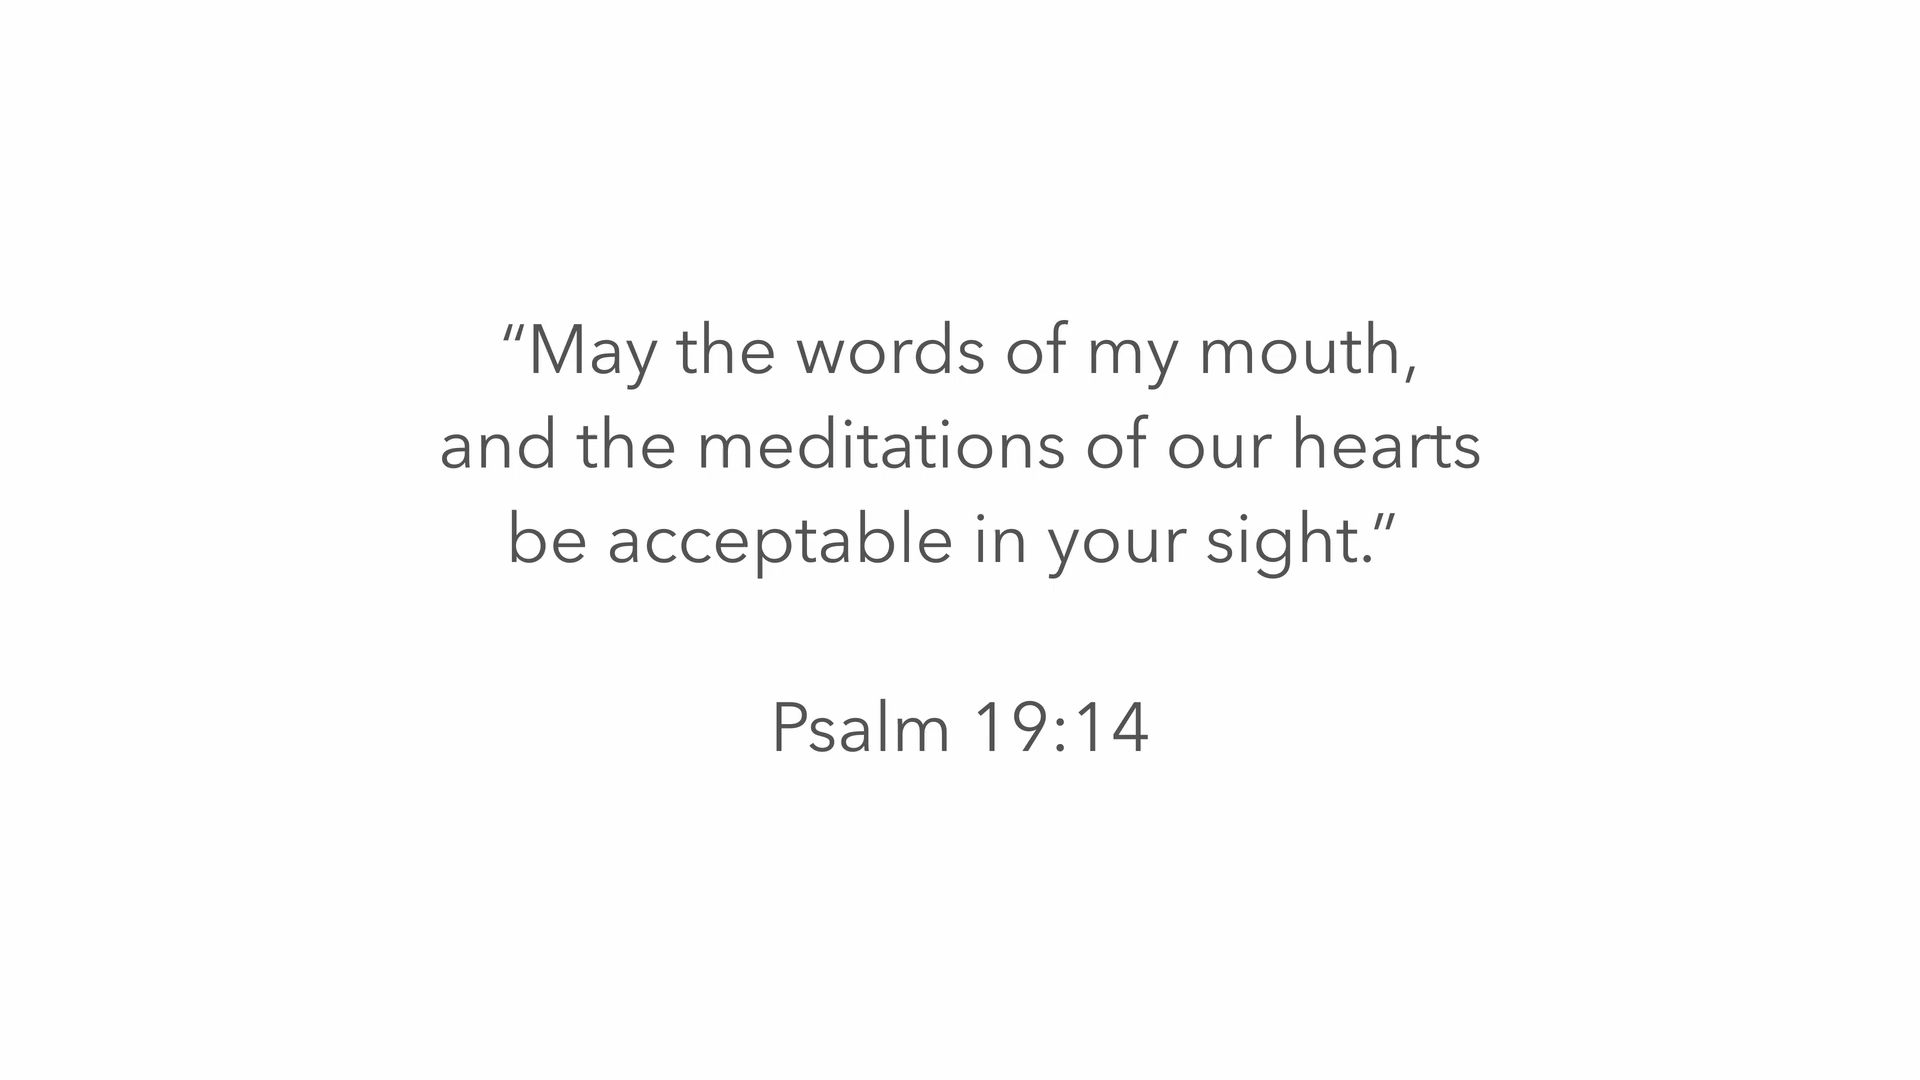 “May the words of my mouth,
and the meditations of our hearts
be acceptable in your sight.”
Psalm 19:14